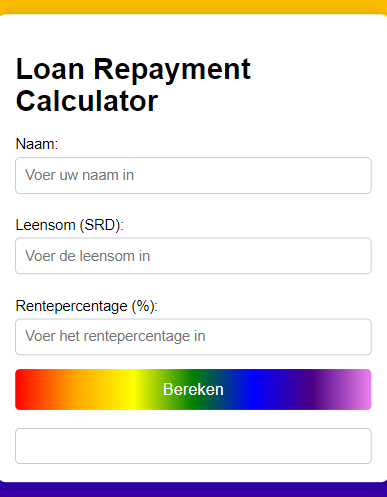 Loan Repayment
Calculator
Naam:
Voer uw naam in
Leensom (SRD):
Voer de leensom in
Rentepercentage (%):
Voer het rentepercentage in
Bereken